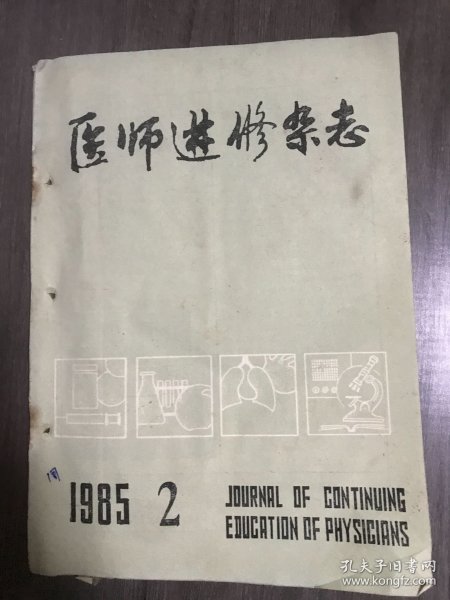 医师进修杂志
1985 2
JOURNAL OF CONTINUING
EDUCATION OF PHYSICIANS
孔夫子旧书网
www.kongfz.com